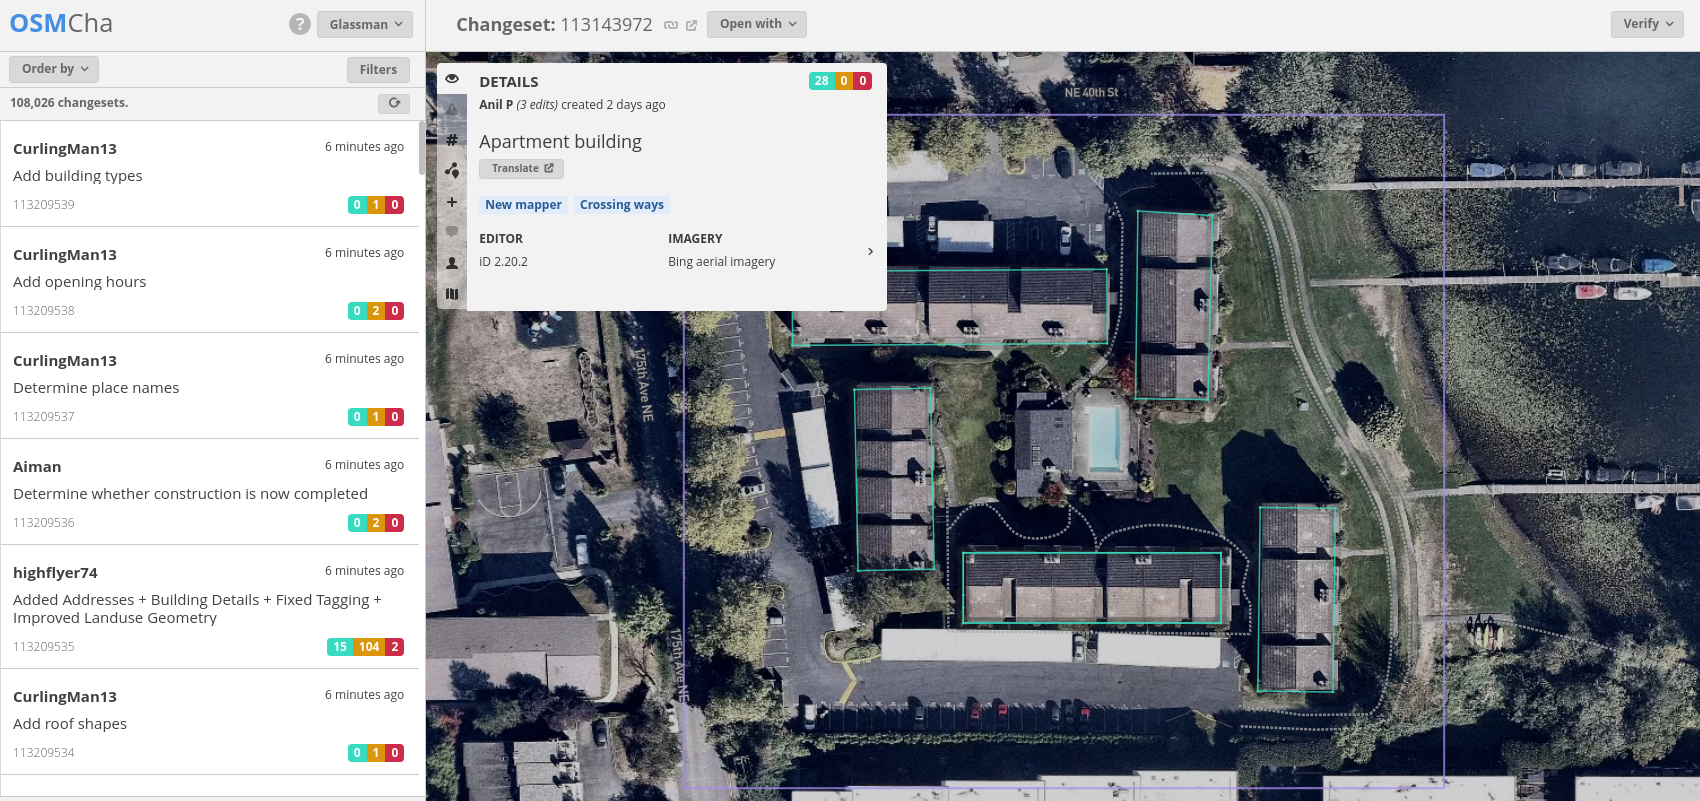 OSMCha
?
Glassman
Order by
Filters
108,026 changesets.
CurlingMan13
6 minutes ago
Add building types
113209539
0 1 0
CurlingMan13
6 minutes ago
Add opening hours
113209538
0 2 0
CurlingMan13
6 minutes ago
Determine place names
113209537
0 1 0
Aiman
6 minutes ago
Determine whether construction is now completed
113209536
0 2 0
highflyer74
6 minutes ago
Added Addresses + Building Details + Fixed Tagging +
Improved Landuse Geometry
113209535
15 104 2
CurlingMan13
6 minutes ago
Add roof shapes
113209534
0 1 0
Changeset: 113143972
Open with
Verify
DETAILS
28 0 0
Anil P (3 edits) created 2 days ago
Apartment building
Translate
New mapper
Crossing ways
EDITOR
IMAGERY
iD 2.20.2
Bing aerial imagery
NE 40th St
175th Ave NE
175th Ave NE